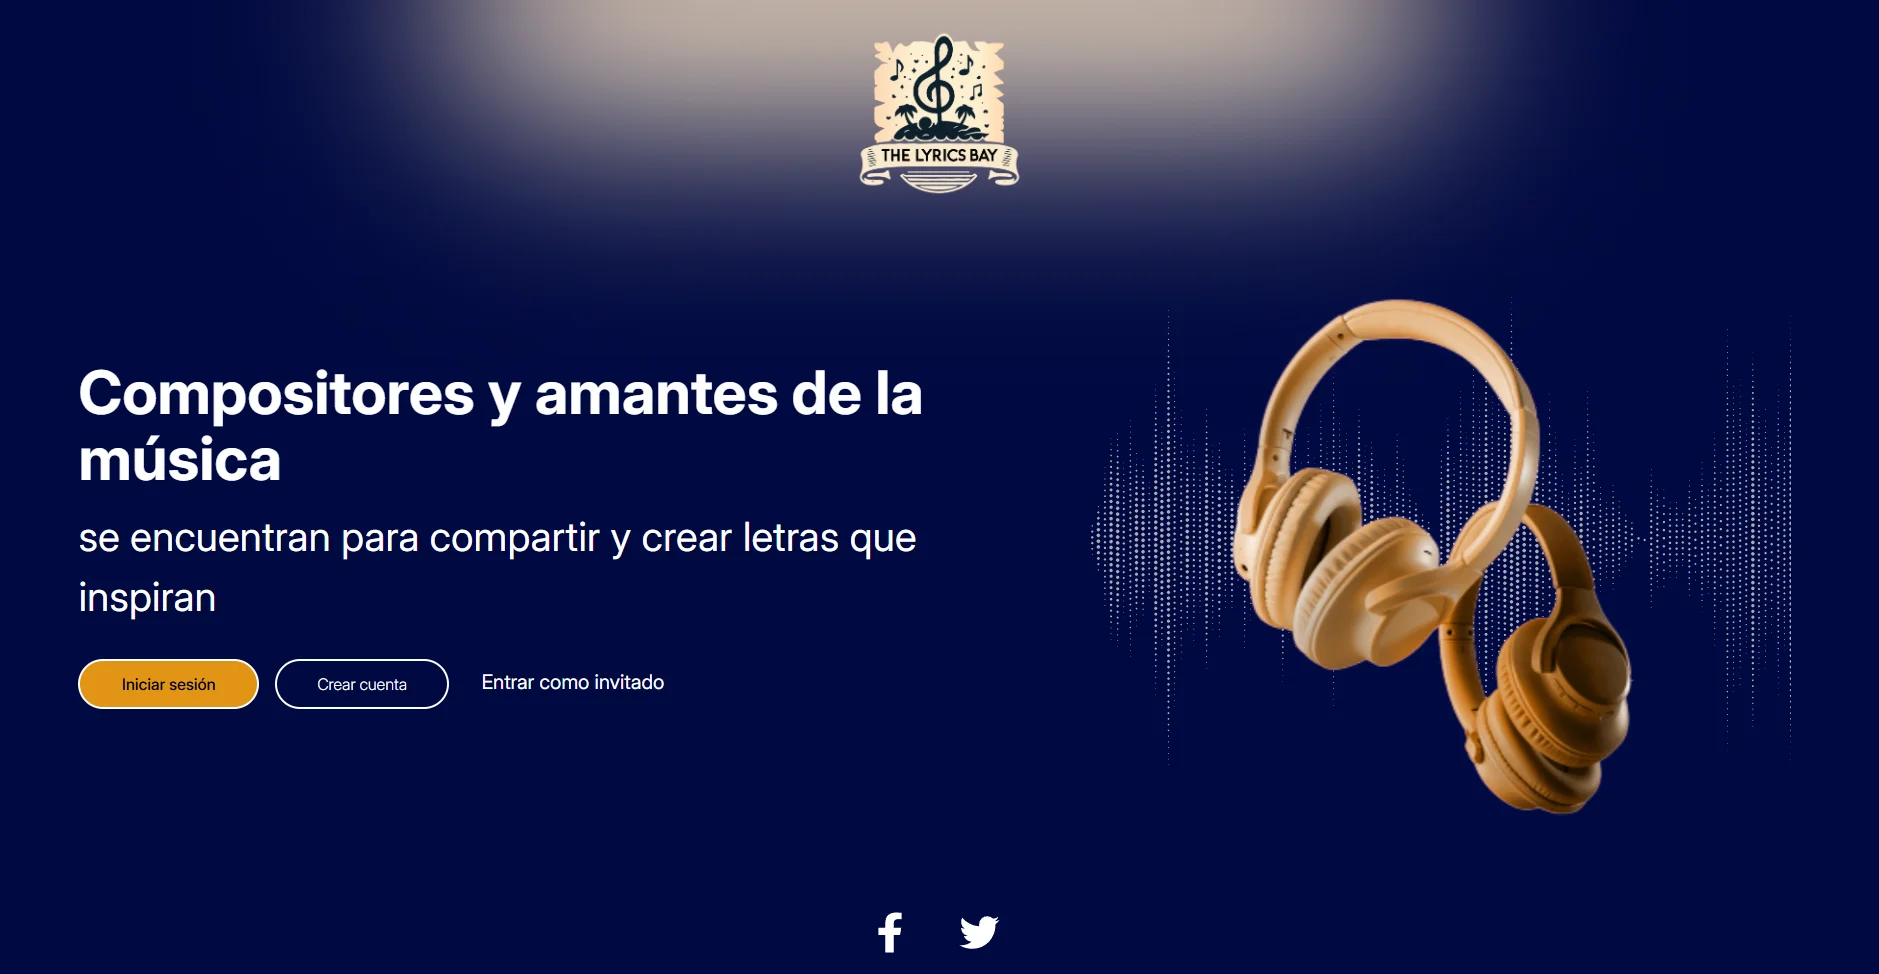 THE LYRICS BAY
Compositores y amantes de la
música
se encuentran para compartir y crear letras que
inspiran
Iniciar sesión
Crear cuenta
Entrar como invitado